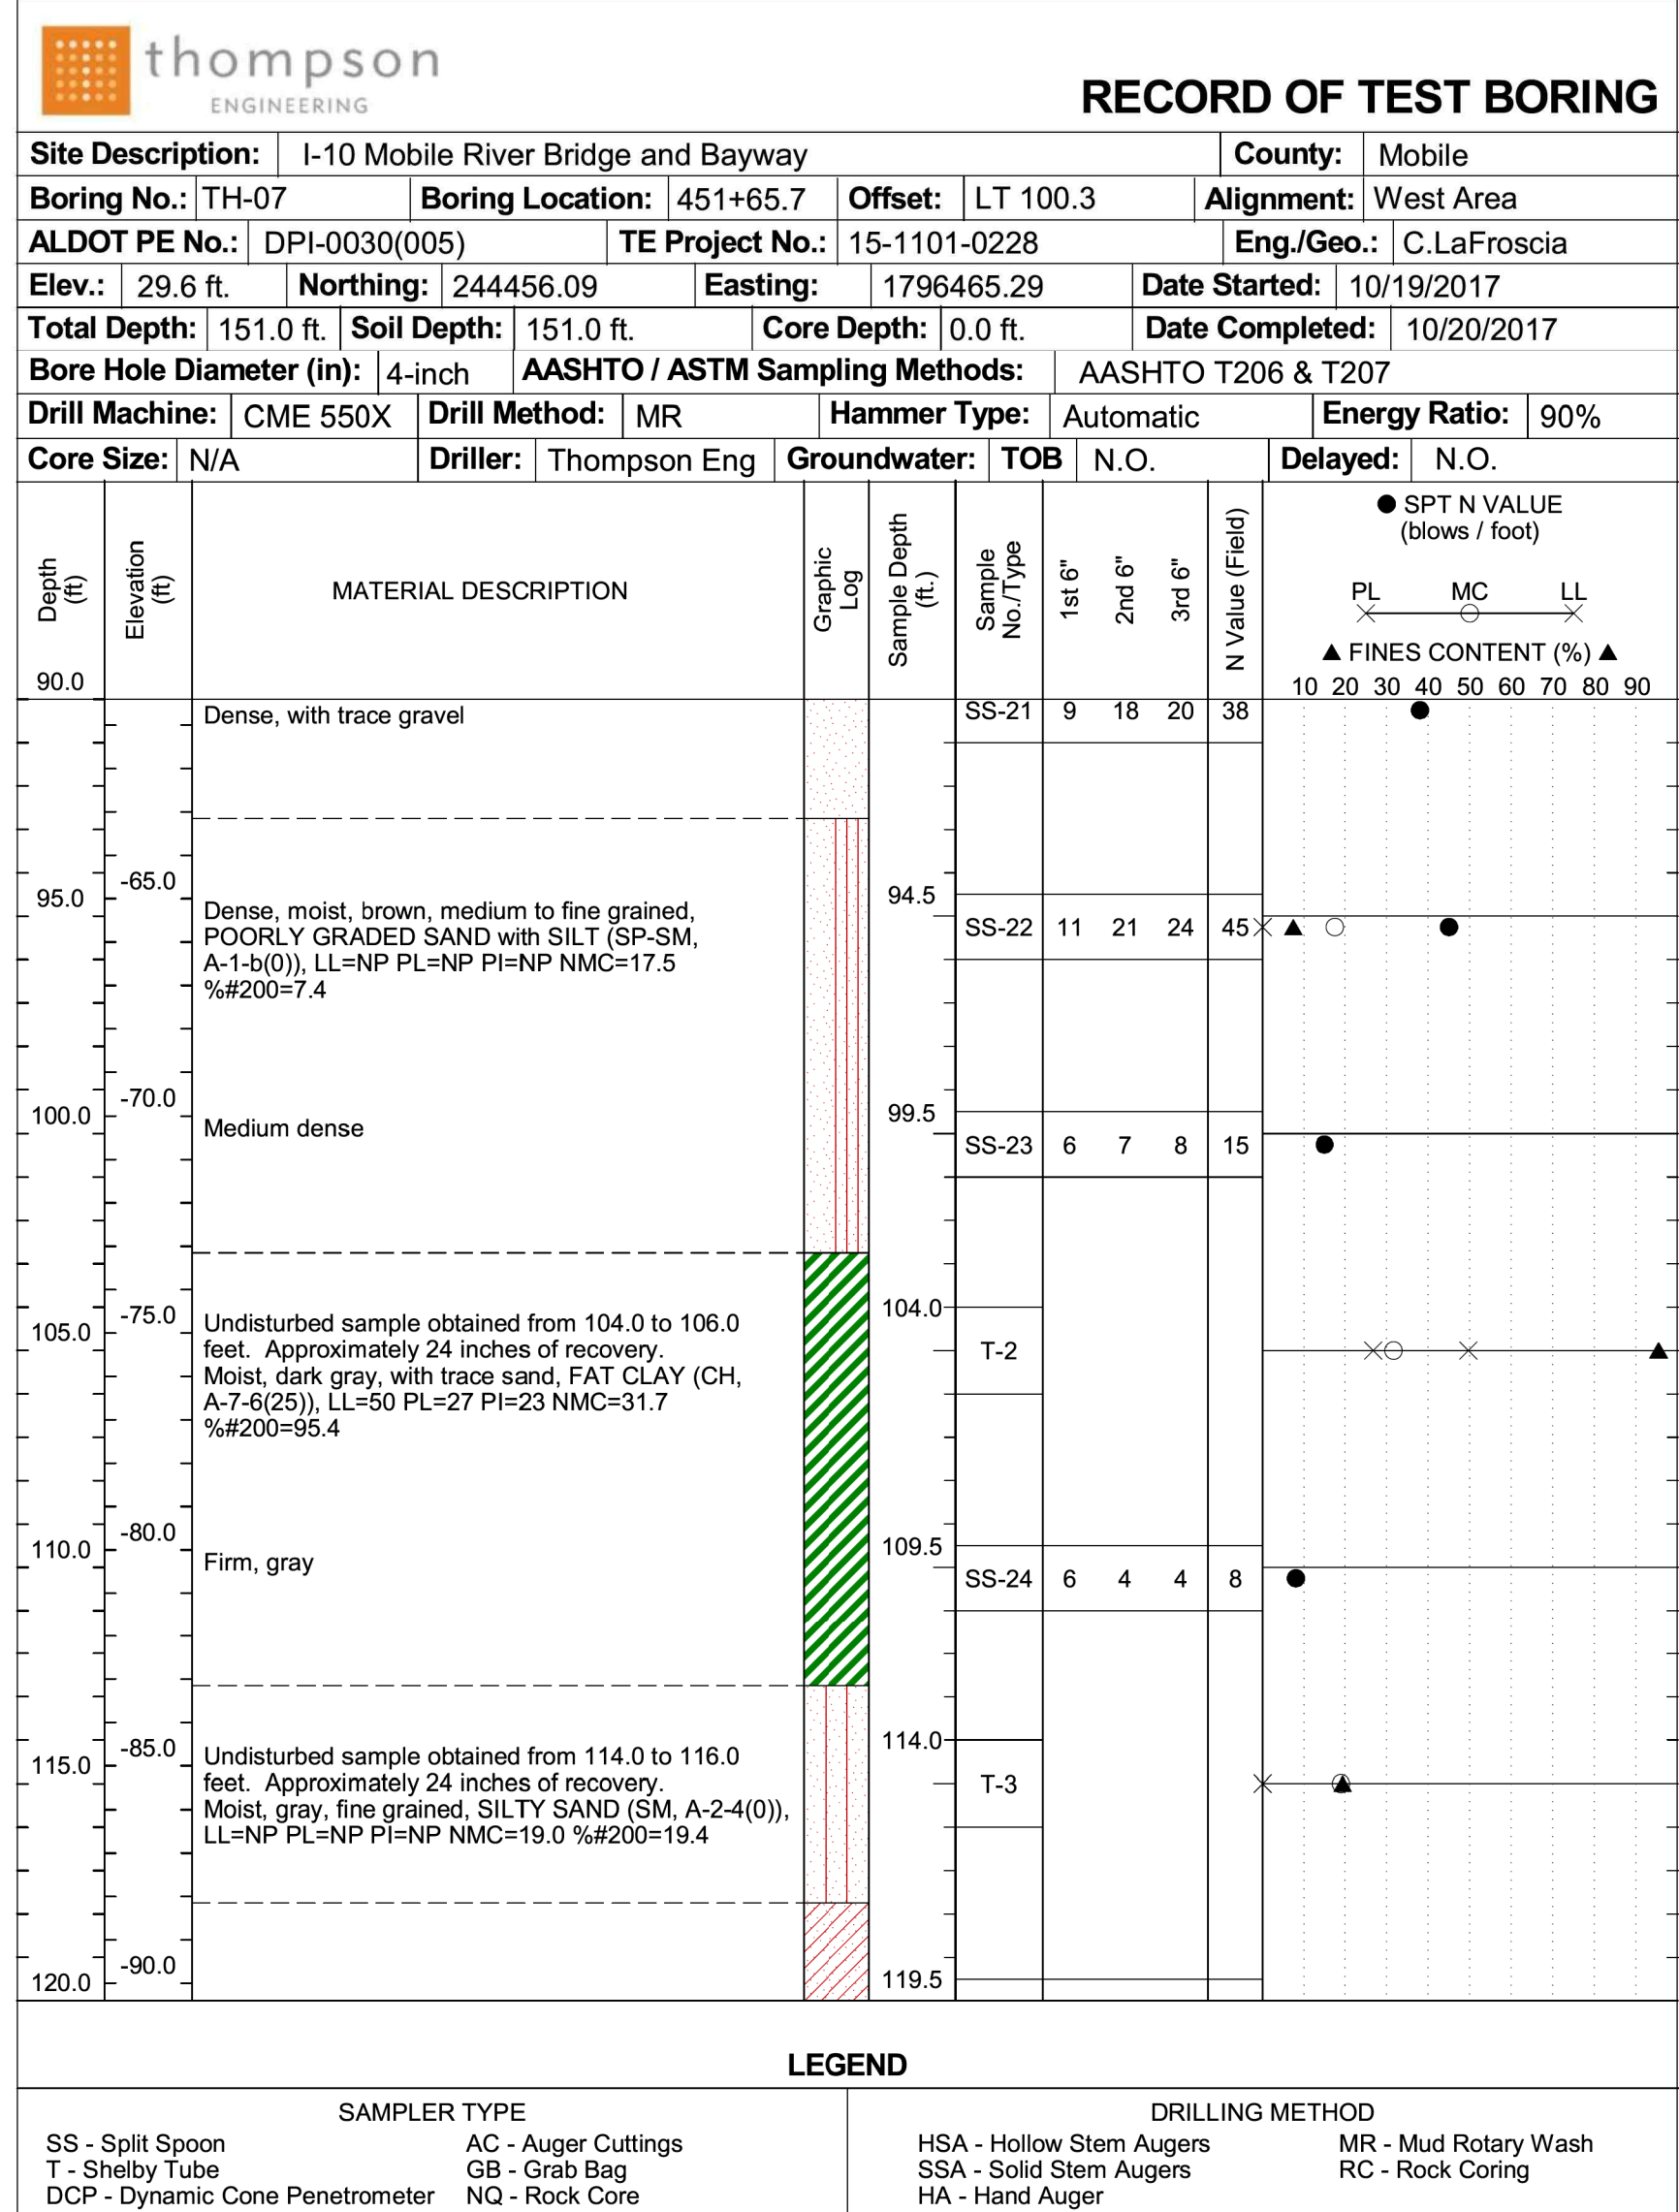 thompson
ENGINEERING
RECORD OF TEST BORING
Site Description: I-10 Mobile River Bridge and Bayway County: Mobile
Boring No.: TH-07 Boring Location: 451+65.7 Offset: LT 100.3 Alignment: West Area
ALDOT PE No.: DPI-0030(005) TE Project No.: 15-1101-0228 Eng./Geo.: C.LaFroscia
Elev.: 29.6 ft. Northing: 244456.09 Easting: 1796465.29 Date Started: 10/19/2017
Total Depth: 151.0 ft. Soil Depth: 151.0 ft. Core Depth: 0.0 ft. Date Completed: 10/20/2017
Bore Hole Diameter (in): 4-inch AASHTO / ASTM Sampling Methods: AASHTO T206 & T207
Drill Machine: CME 550X Drill Method: MR Hammer Type: Automatic Energy Ratio: 90%
Core Size: N/A Driller: Thompson Eng Groundwater: TOB N.O. Delayed: N.O.
Depth (ft)
Elevation (ft)
MATERIAL DESCRIPTION
Graphic Log
Sample Depth (ft.)
Sample No./Type
1st 6"
2nd 6"
3rd 6"
N Value (Field)
● SPT N VALUE
(blows / foot)
PL MC LL
▲ FINES CONTENT (%) ▲
10 20 30 40 50 60 70 80 90
90.0
Dense, with trace gravel SS-21 9 18 20 38
-65.0
95.0 94.5
Dense, moist, brown, medium to fine grained,
POORLY GRADED SAND with SILT (SP-SM, SS-22 11 21 24 45
A-1-b(0)), LL=NP PL=NP PI=NP NMC=17.5
%#200=7.4
-70.0
100.0 99.5
Medium dense SS-23 6 7 8 15
-75.0 104.0
105.0
Undisturbed sample obtained from 104.0 to 106.0
feet. Approximately 24 inches of recovery. T-2
Moist, dark gray, with trace sand, FAT CLAY (CH,
A-7-6(25)), LL=50 PL=27 PI=23 NMC=31.7
%#200=95.4
-80.0
110.0 109.5
Firm, gray SS-24 6 4 4 8
-85.0 114.0
115.0
Undisturbed sample obtained from 114.0 to 116.0
feet. Approximately 24 inches of recovery. T-3
Moist, gray, fine grained, SILTY SAND (SM, A-2-4(0)),
LL=NP PL=NP PI=NP NMC=19.0 %#200=19.4
-90.0
120.0 119.5
LEGEND
SAMPLER TYPE
SS - Split Spoon AC - Auger Cuttings
T - Shelby Tube GB - Grab Bag
DCP - Dynamic Cone Penetrometer NQ - Rock Core
DRILLING METHOD
HSA - Hollow Stem Augers MR - Mud Rotary Wash
SSA - Solid Stem Augers RC - Rock Coring
HA - Hand Auger